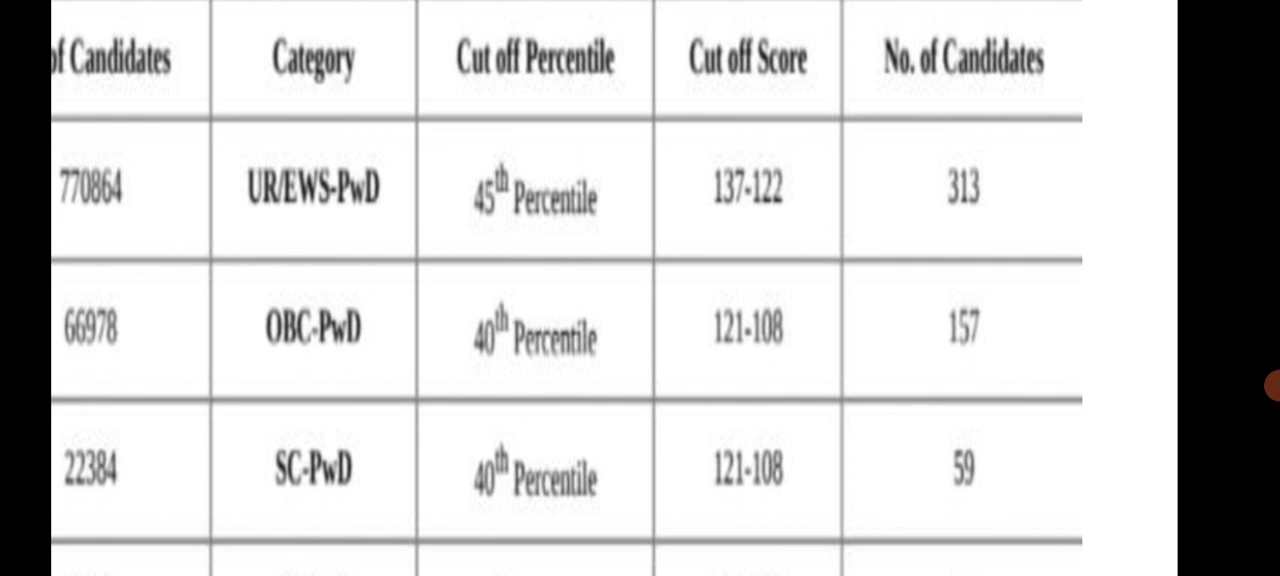 of Candidates Category Cut off Percentile Cut off Score No. of Candidates
770864 UR/EWS-PwD 45th Percentile 137-122 313
66978 OBC-PwD 40th Percentile 121-108 157
22384 SC-PwD 40th Percentile 121-108 59